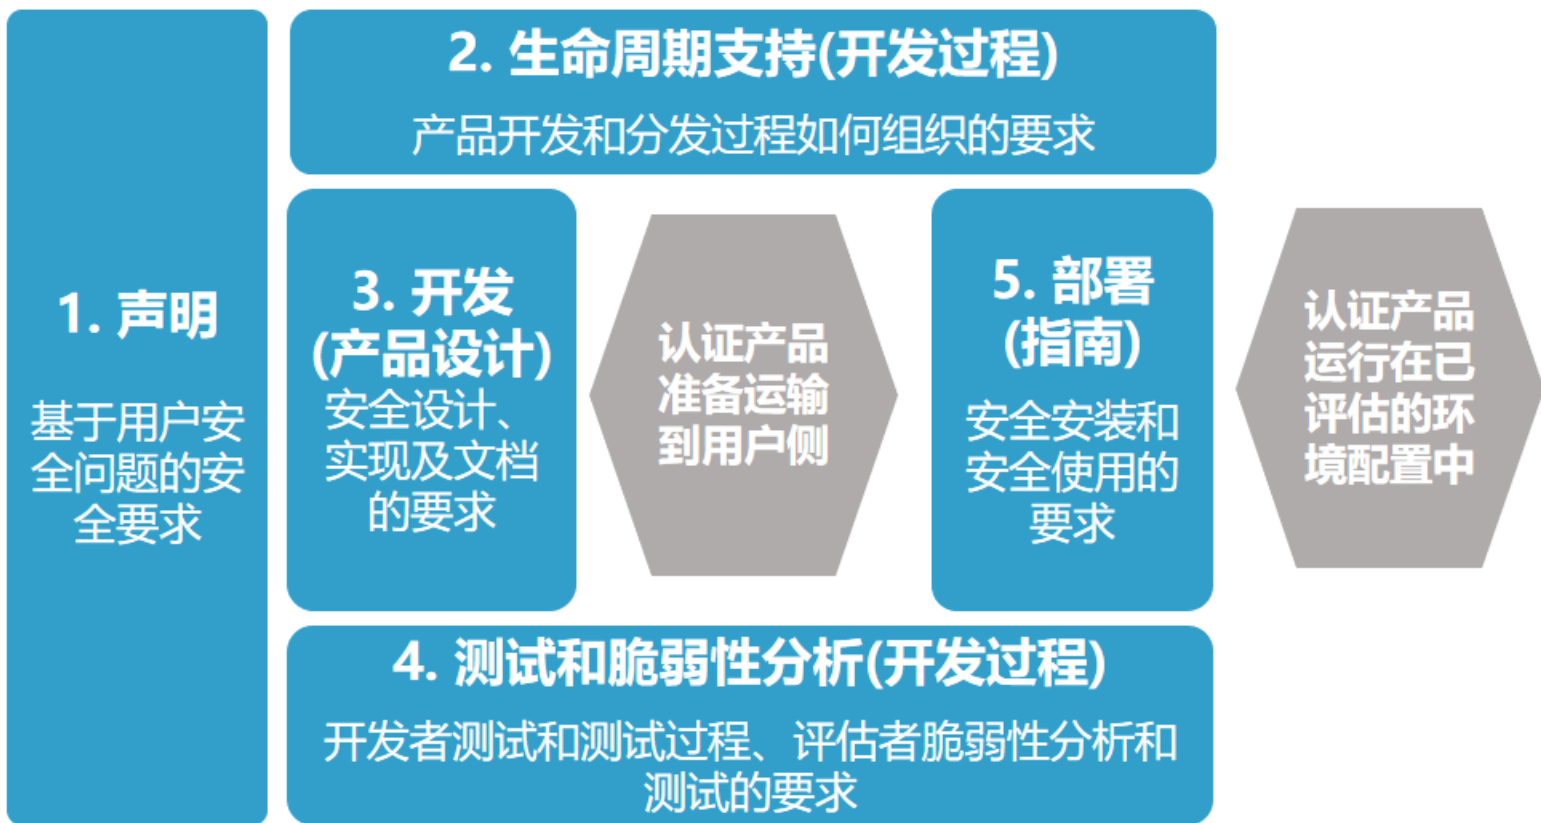 1. 声明
基于用户安
全问题的安
全要求
2. 生命周期支持(开发过程)
产品开发和分发过程如何组织的要求
3. 开发
(产品设计)
安全设计、
实现及文档
的要求
认证产品
准备运输
到用户侧
5. 部署
(指南)
安全安装和
安全使用的
要求
认证产品
运行在已
评估的环
境配置中
4. 测试和脆弱性分析(开发过程)
开发者测试和测试过程、评估者脆弱性分析和
测试的要求